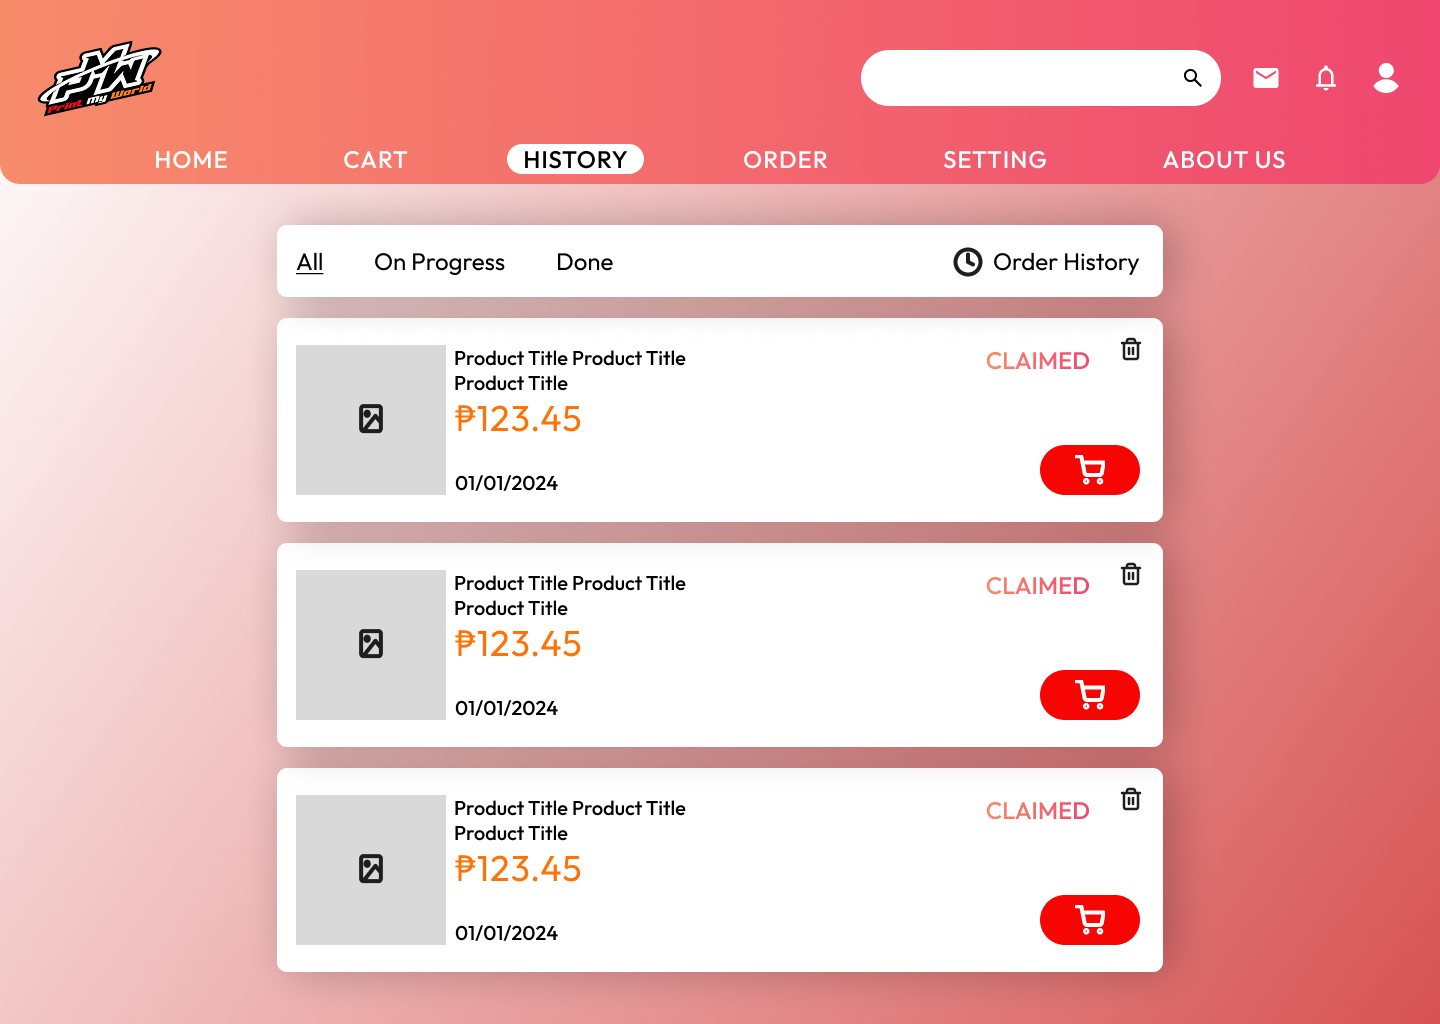 PMW
Print My World
HOME CART HISTORY ORDER SETTING ABOUT US
All On Progress Done Order History
Product Title Product Title
Product Title
CLAIMED
₱123.45
01/01/2024
Product Title Product Title
Product Title
CLAIMED
₱123.45
01/01/2024
Product Title Product Title
Product Title
CLAIMED
₱123.45
01/01/2024